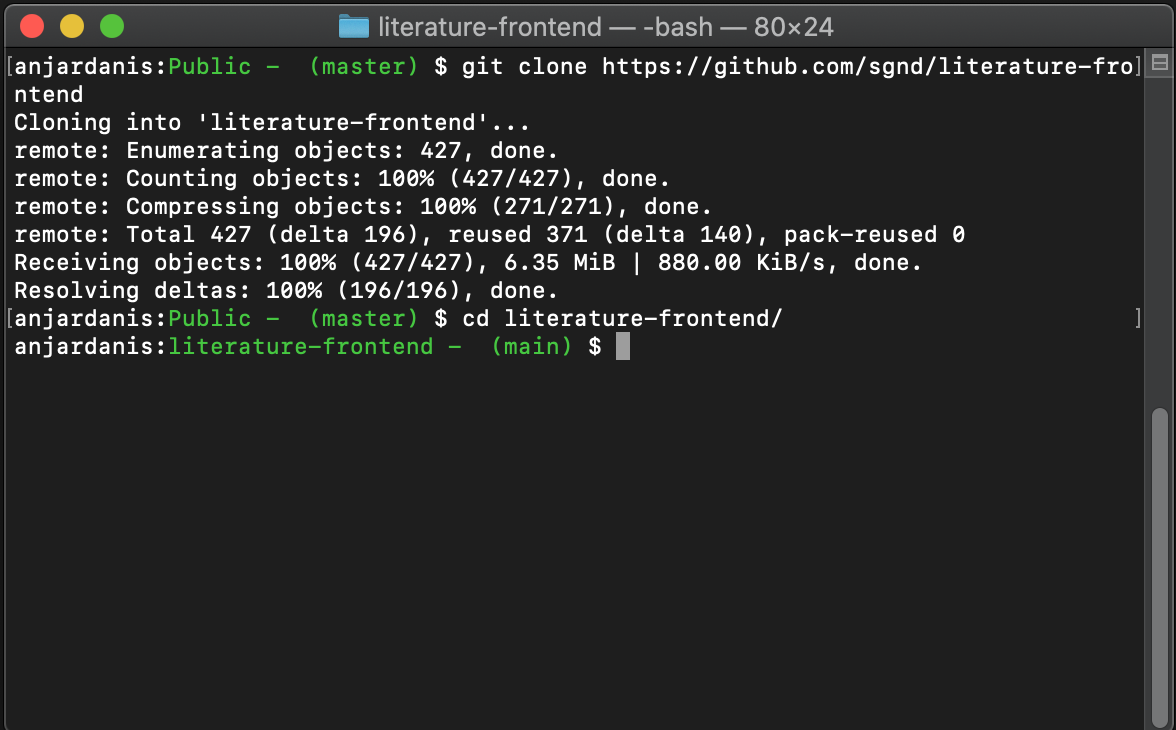 literature-frontend — -bash — 80×24
[anjardanis:Public -  (master) $ git clone https://github.com/sgnd/literature-fro]
ntend
Cloning into 'literature-frontend'...
remote: Enumerating objects: 427, done.
remote: Counting objects: 100% (427/427), done.
remote: Compressing objects: 100% (271/271), done.
remote: Total 427 (delta 196), reused 371 (delta 140), pack-reused 0
Receiving objects: 100% (427/427), 6.35 MiB | 880.00 KiB/s, done.
Resolving deltas: 100% (196/196), done.
[anjardanis:Public -  (master) $ cd literature-frontend/ ]
anjardanis:literature-frontend -  (main) $